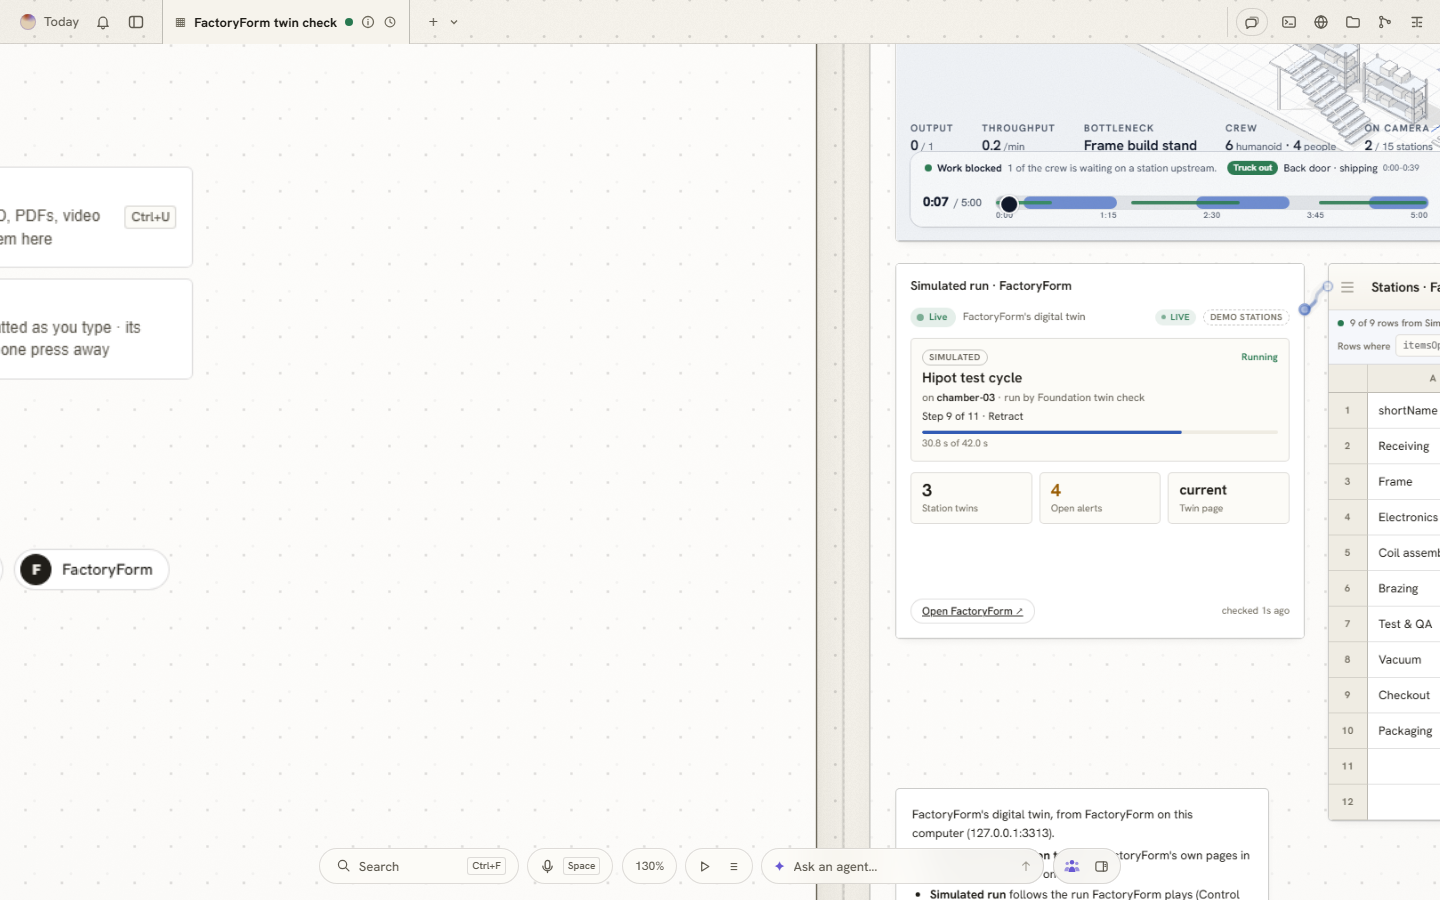 Today
FactoryForm twin check
OUTPUT
0 / 1
THROUGHPUT
0.2 /min
BOTTLENECK
Frame build stand
CREW
6 humanoid · 4 people
ON CAMERA
2 / 15 stations
Work blocked 1 of the crew is waiting on a station upstream. Truck out Back door · shipping 0:00-0:39
0:07 / 5:00
0:00 1:15 2:30 3:45 5:00
D, PDFs, video
em here
Ctrl+U
tted as you type · its
one press away
F FactoryForm
Simulated run · FactoryForm
Live FactoryForm's digital twin LIVE DEMO STATIONS
SIMULATED Running
Hipot test cycle
on chamber-03 · run by Foundation twin check
Step 9 of 11 · Retract
30.8 s of 42.0 s
3
Station twins
4
Open alerts
current
Twin page
Open FactoryForm ↗ checked 1s ago
Stations · Fa
9 of 9 rows from Sim
Rows where itemsOp
A
1 shortName
2 Receiving
3 Frame
4 Electronics
5 Coil assemb
6 Brazing
7 Test & QA
8 Vacuum
9 Checkout
10 Packaging
11
12
FactoryForm's digital twin, from FactoryForm on this
computer (127.0.0.1:3313).
ctoryForm's own pages in
• Simulated run follows the run FactoryForm plays (Control
Search Ctrl+F
Space
130%
Ask an agent...